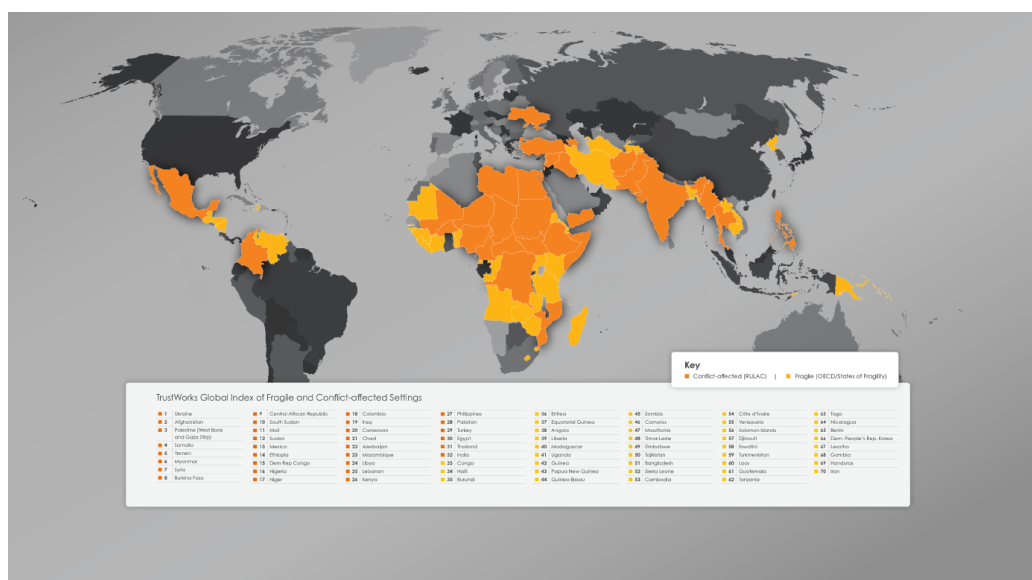 Key
Conflict-affected (RULAC) | Fragile (OECD/States of Fragility)
TrustWorks Global Index of Fragile and Conflict-affected Settings
1 Ukraine
2 Afghanistan
3 Palestine (West Bank
and Gaza Strip)
4 Somalia
5 Yemen
6 Myanmar
7 Syria
8 Burkina Faso
9 Central African Republic
10 South Sudan
11 Mali
12 Sudan
13 Mexico
14 Ethiopia
15 Dem Rep Congo
16 Nigeria
17 Niger
18 Colombia
19 Iraq
20 Cameroon
21 Chad
22 Azerbaijan
23 Mozambique
24 Libya
25 Lebanon
26 Kenya
27 Philippines
28 Pakistan
29 Turkey
30 Egypt
31 Thailand
32 India
33 Congo
34 Haiti
35 Burundi
36 Eritrea
37 Equatorial Guinea
38 Angola
39 Liberia
40 Madagascar
41 Uganda
42 Guinea
43 Papua New Guinea
44 Guinea-Bissau
45 Zambia
46 Comoros
47 Mauritania
48 Timor-Leste
49 Zimbabwe
50 Tajikistan
51 Bangladesh
52 Sierra Leone
53 Cambodia
54 Côte d'Ivoire
55 Venezuela
56 Solomon Islands
57 Djibouti
58 Eswatini
59 Turkmenistan
60 Laos
61 Guatemala
62 Tanzania
63 Togo
64 Nicaragua
65 Benin
66 Dem. People's Rep. Korea
67 Lesotho
68 Gambia
69 Honduras
70 Iran